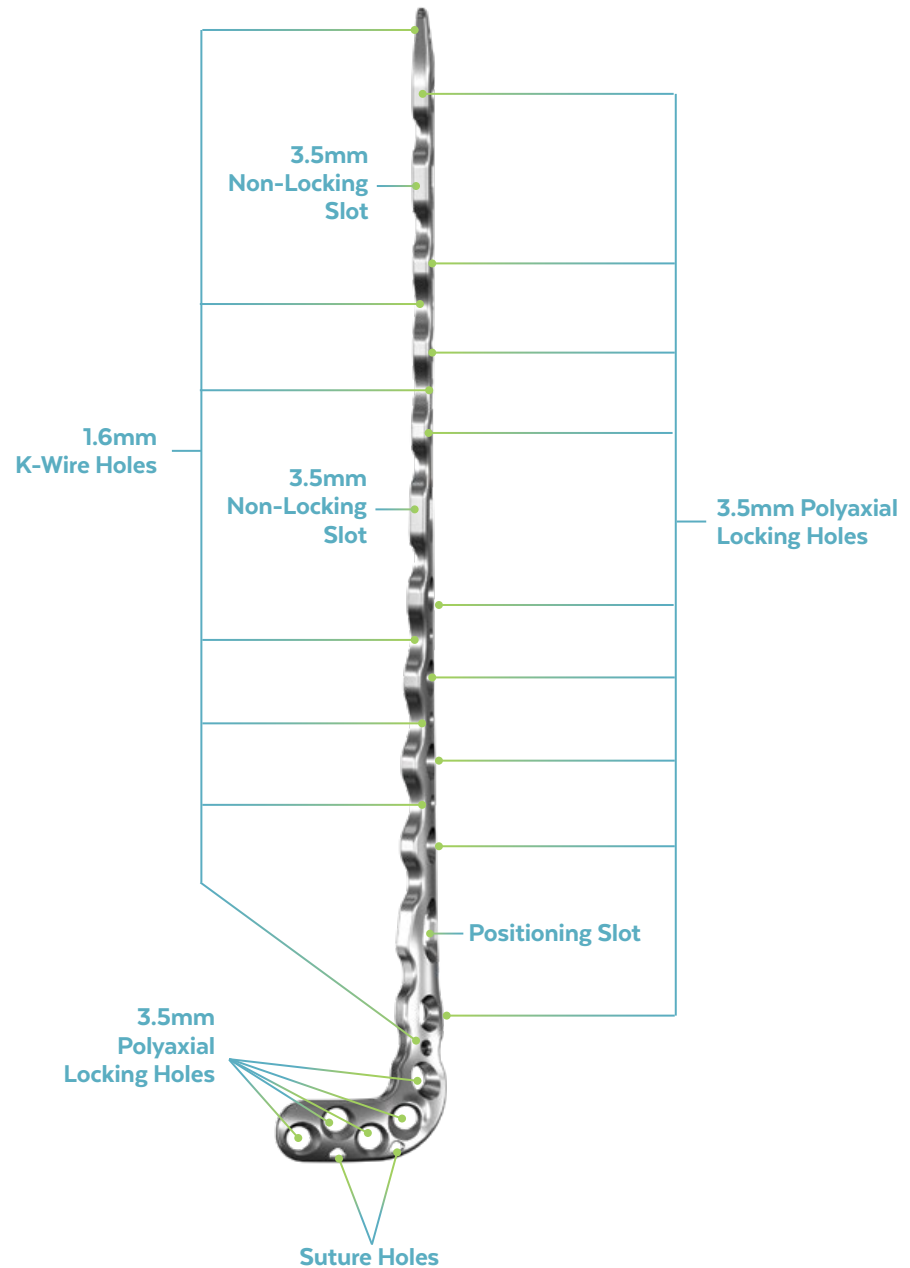 3.5mm
Non-Locking
Slot
1.6mm
K-Wire Holes
3.5mm
Non-Locking
Slot
3.5mm Polyaxial
Locking Holes
Positioning Slot
3.5mm
Polyaxial
Locking Holes
Suture Holes